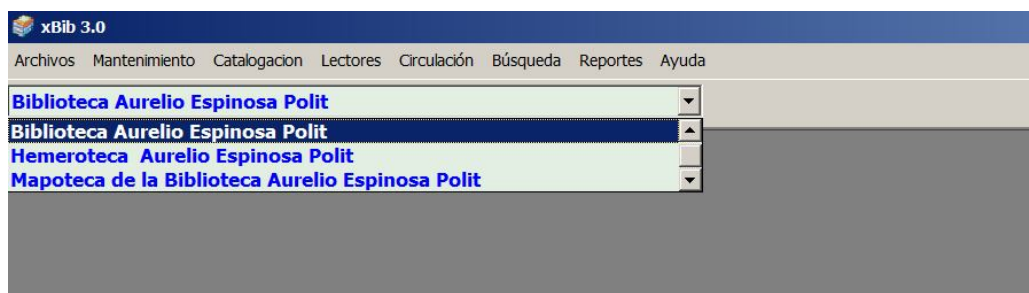 xBib 3.0
Archivos Mantenimiento Catalogacion Lectores Circulación Búsqueda Reportes Ayuda
Biblioteca Aurelio Espinosa Polit
Biblioteca Aurelio Espinosa Polit
Hemeroteca Aurelio Espinosa Polit
Mapoteca de la Biblioteca Aurelio Espinosa Polit